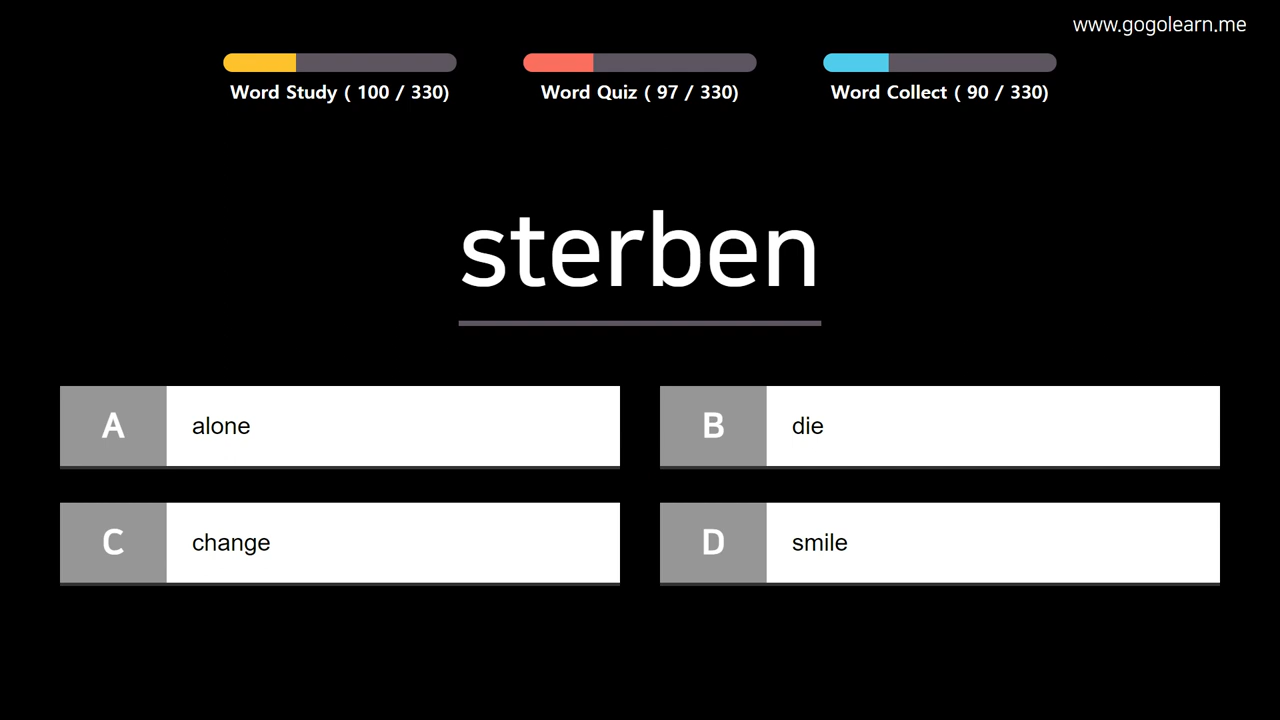 www.gogolearn.me
Word Study ( 100 / 330)
Word Quiz ( 97 / 330)
Word Collect ( 90 / 330)
sterben
A alone
B die
C change
D smile